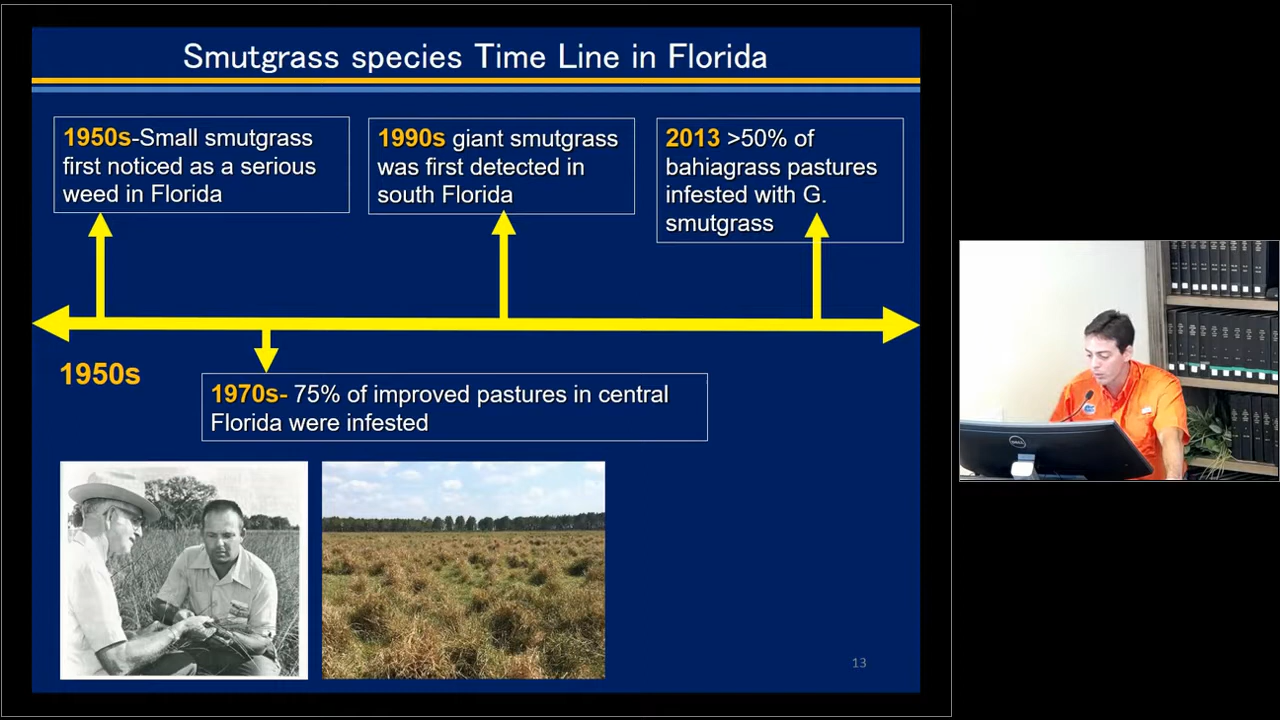 Smutgrass species Time Line in Florida
1950s-Small smutgrass
first noticed as a serious
weed in Florida
1990s giant smutgrass
was first detected in
south Florida
2013 >50% of
bahiagrass pastures
infested with G.
smutgrass
1950s
1970s- 75% of improved pastures in central
Florida were infested
13
DELL